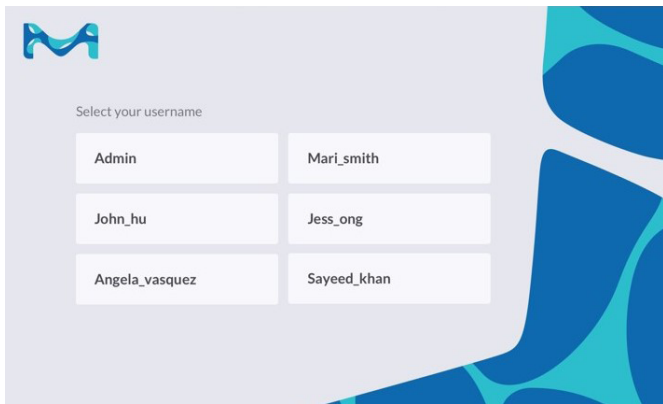 Select your username
Admin
Mari_smith
John_hu
Jess_ong
Angela_vasquez
Sayeed_khan